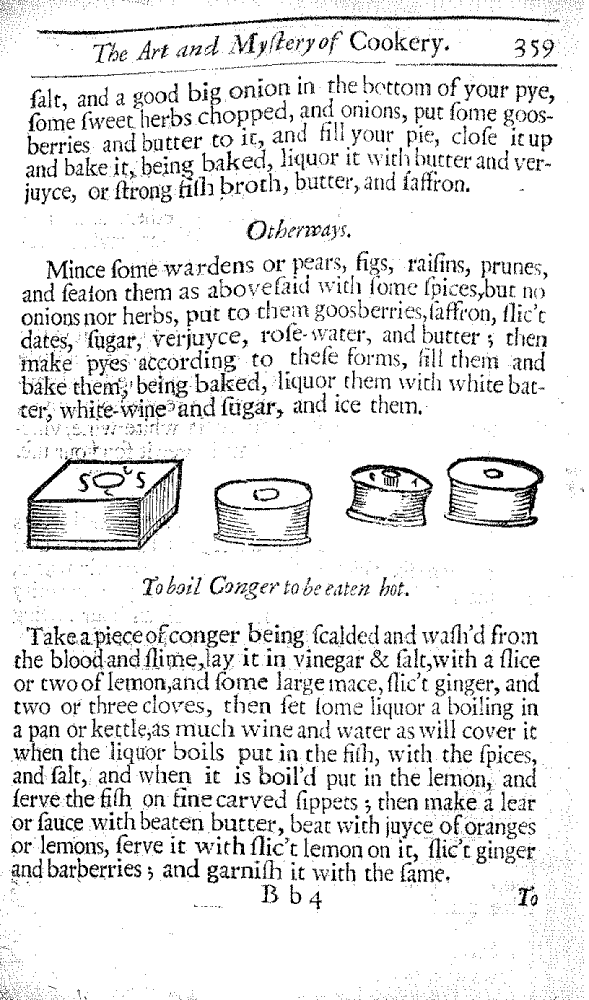 The Art and Myſtery of Cookery. 359
ſalt, and a good big onion in the bottom of your pye,
ſome ſweet herbs chopped, and onions, put ſome goos-
berries and butter to it, and fill your pie, cloſe it up
and bake it, being baked, liquor it with butter and ver-
juyce, or ſtrong fiſh broth, butter, and ſaffron.
Otherways.
Mince ſome wardens or pears, figs, raiſins, prunes,
and ſeaſon them as aboveſaid with ſome ſpices, but no
onions nor herbs, put to them goosberries, ſaffron, ſlic't
dates, ſugar, verjuyce, roſe-water, and butter ; then
make pyes according to theſe forms, fill them and
bake them, being baked, liquor them with white bat-
ter, white-wine and ſugar, and ice them.
To boil Conger to be eaten hot.
Take a piece of conger being ſcalded and waſh'd from
the blood and ſlime, lay it in vinegar & ſalt, with a ſlice
or two of lemon, and ſome large mace, ſlic't ginger, and
two or three cloves, then ſet ſome liquor a boiling in
a pan or kettle, as much wine and water as will cover it
when the liquor boils put in the fiſh, with the ſpices,
and ſalt, and when it is boil'd put in the lemon, and
ſerve the fiſh on fine carved ſippets ; then make a lear
or ſauce with beaten butter, beat with juyce of oranges
or lemons, ſerve it with ſlic't lemon on it, ſlic't ginger
and barberries ; and garniſh it with the ſame.
B b 4 To